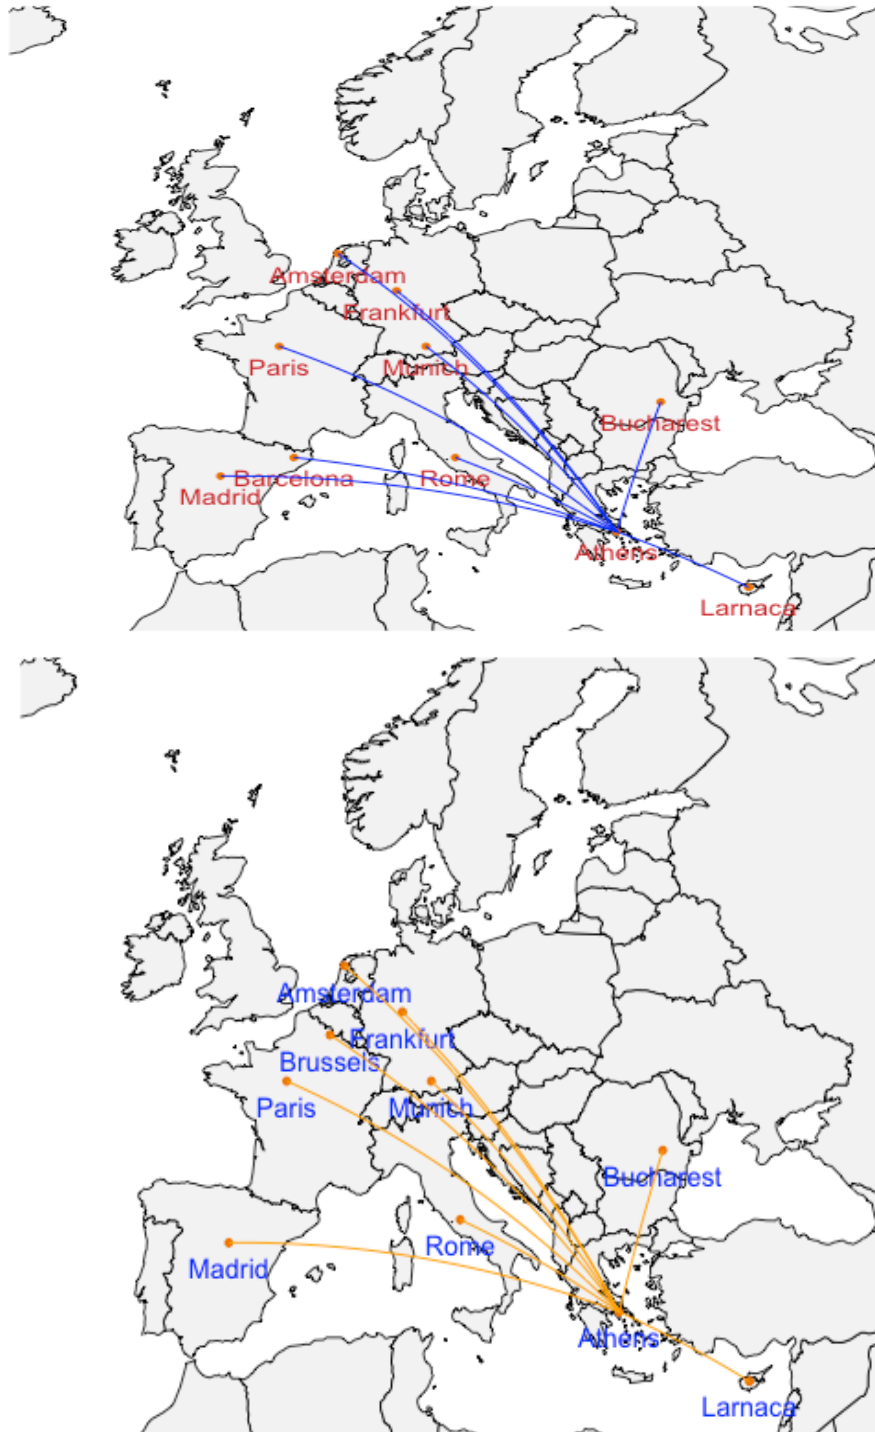 Amsterdam
Frankfurt
Paris
Munich
Bucharest
Barcelona
Rome
Madrid
Athens
Larnaca
Amsterdam
Frankfurt
Brussels
Paris
Munich
Bucharest
Rome
Madrid
Athens
Larnaca